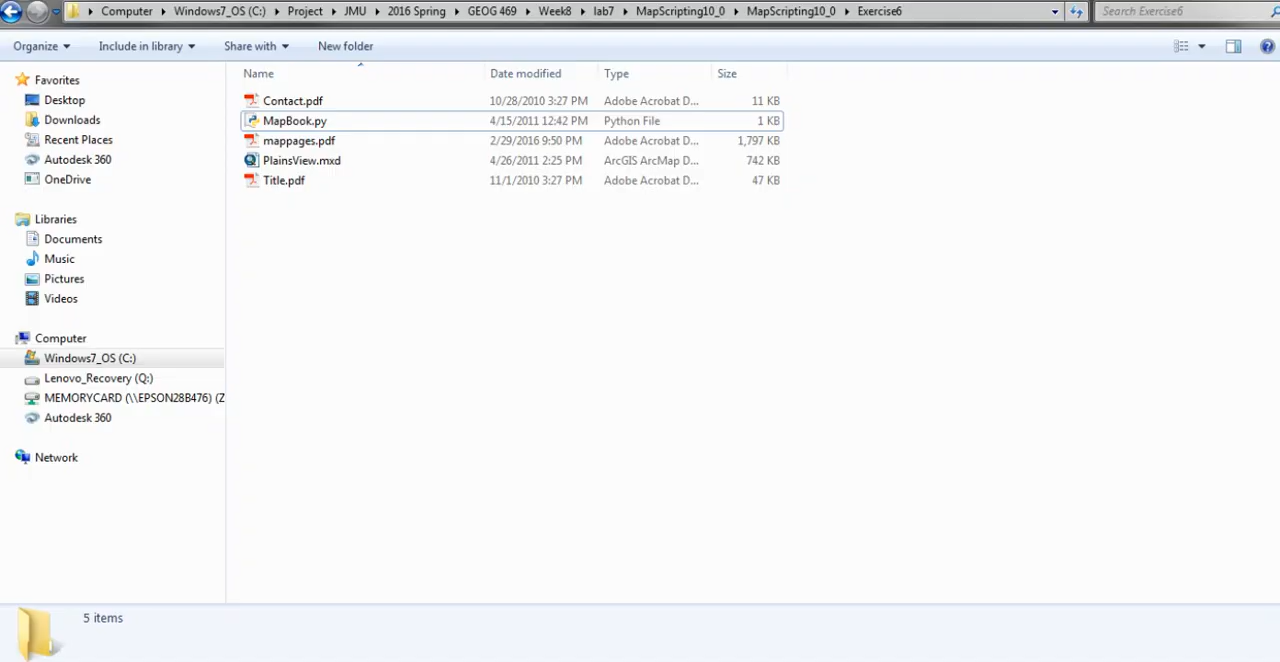 Computer Windows7_OS (C:) Project JMU 2016 Spring GEOG 469 Week8 lab7 MapScripting10_0 MapScripting10_0 Exercise6 Search Exercise6
Organize Include in library Share with New folder
Name Date modified Type Size
Contact.pdf 10/28/2010 3:27 PM Adobe Acrobat D... 11 KB
MapBook.py 4/15/2011 12:42 PM Python File 1 KB
mappages.pdf 2/29/2016 9:50 PM Adobe Acrobat D... 1,797 KB
PlainsView.mxd 4/26/2011 2:25 PM ArcGIS ArcMap D... 742 KB
Title.pdf 11/1/2010 3:27 PM Adobe Acrobat D... 47 KB
Favorites
Desktop
Downloads
Recent Places
Autodesk 360
OneDrive
Libraries
Documents
Music
Pictures
Videos
Computer
Windows7_OS (C:)
Lenovo_Recovery (Q:)
MEMORYCARD (\\EPSON28B476) (Z
Autodesk 360
Network
5 items